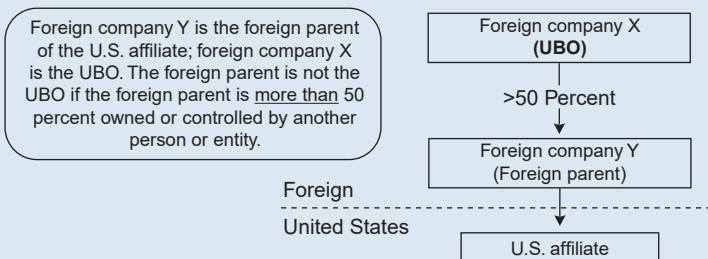 Foreign company Y is the foreign parent
of the U.S. affiliate; foreign company X
is the UBO. The foreign parent is not the
UBO if the foreign parent is more than 50
percent owned or controlled by another
person or entity.
Foreign company X
(UBO)
>50 Percent
Foreign company Y
(Foreign parent)
Foreign
United States
U.S. affiliate